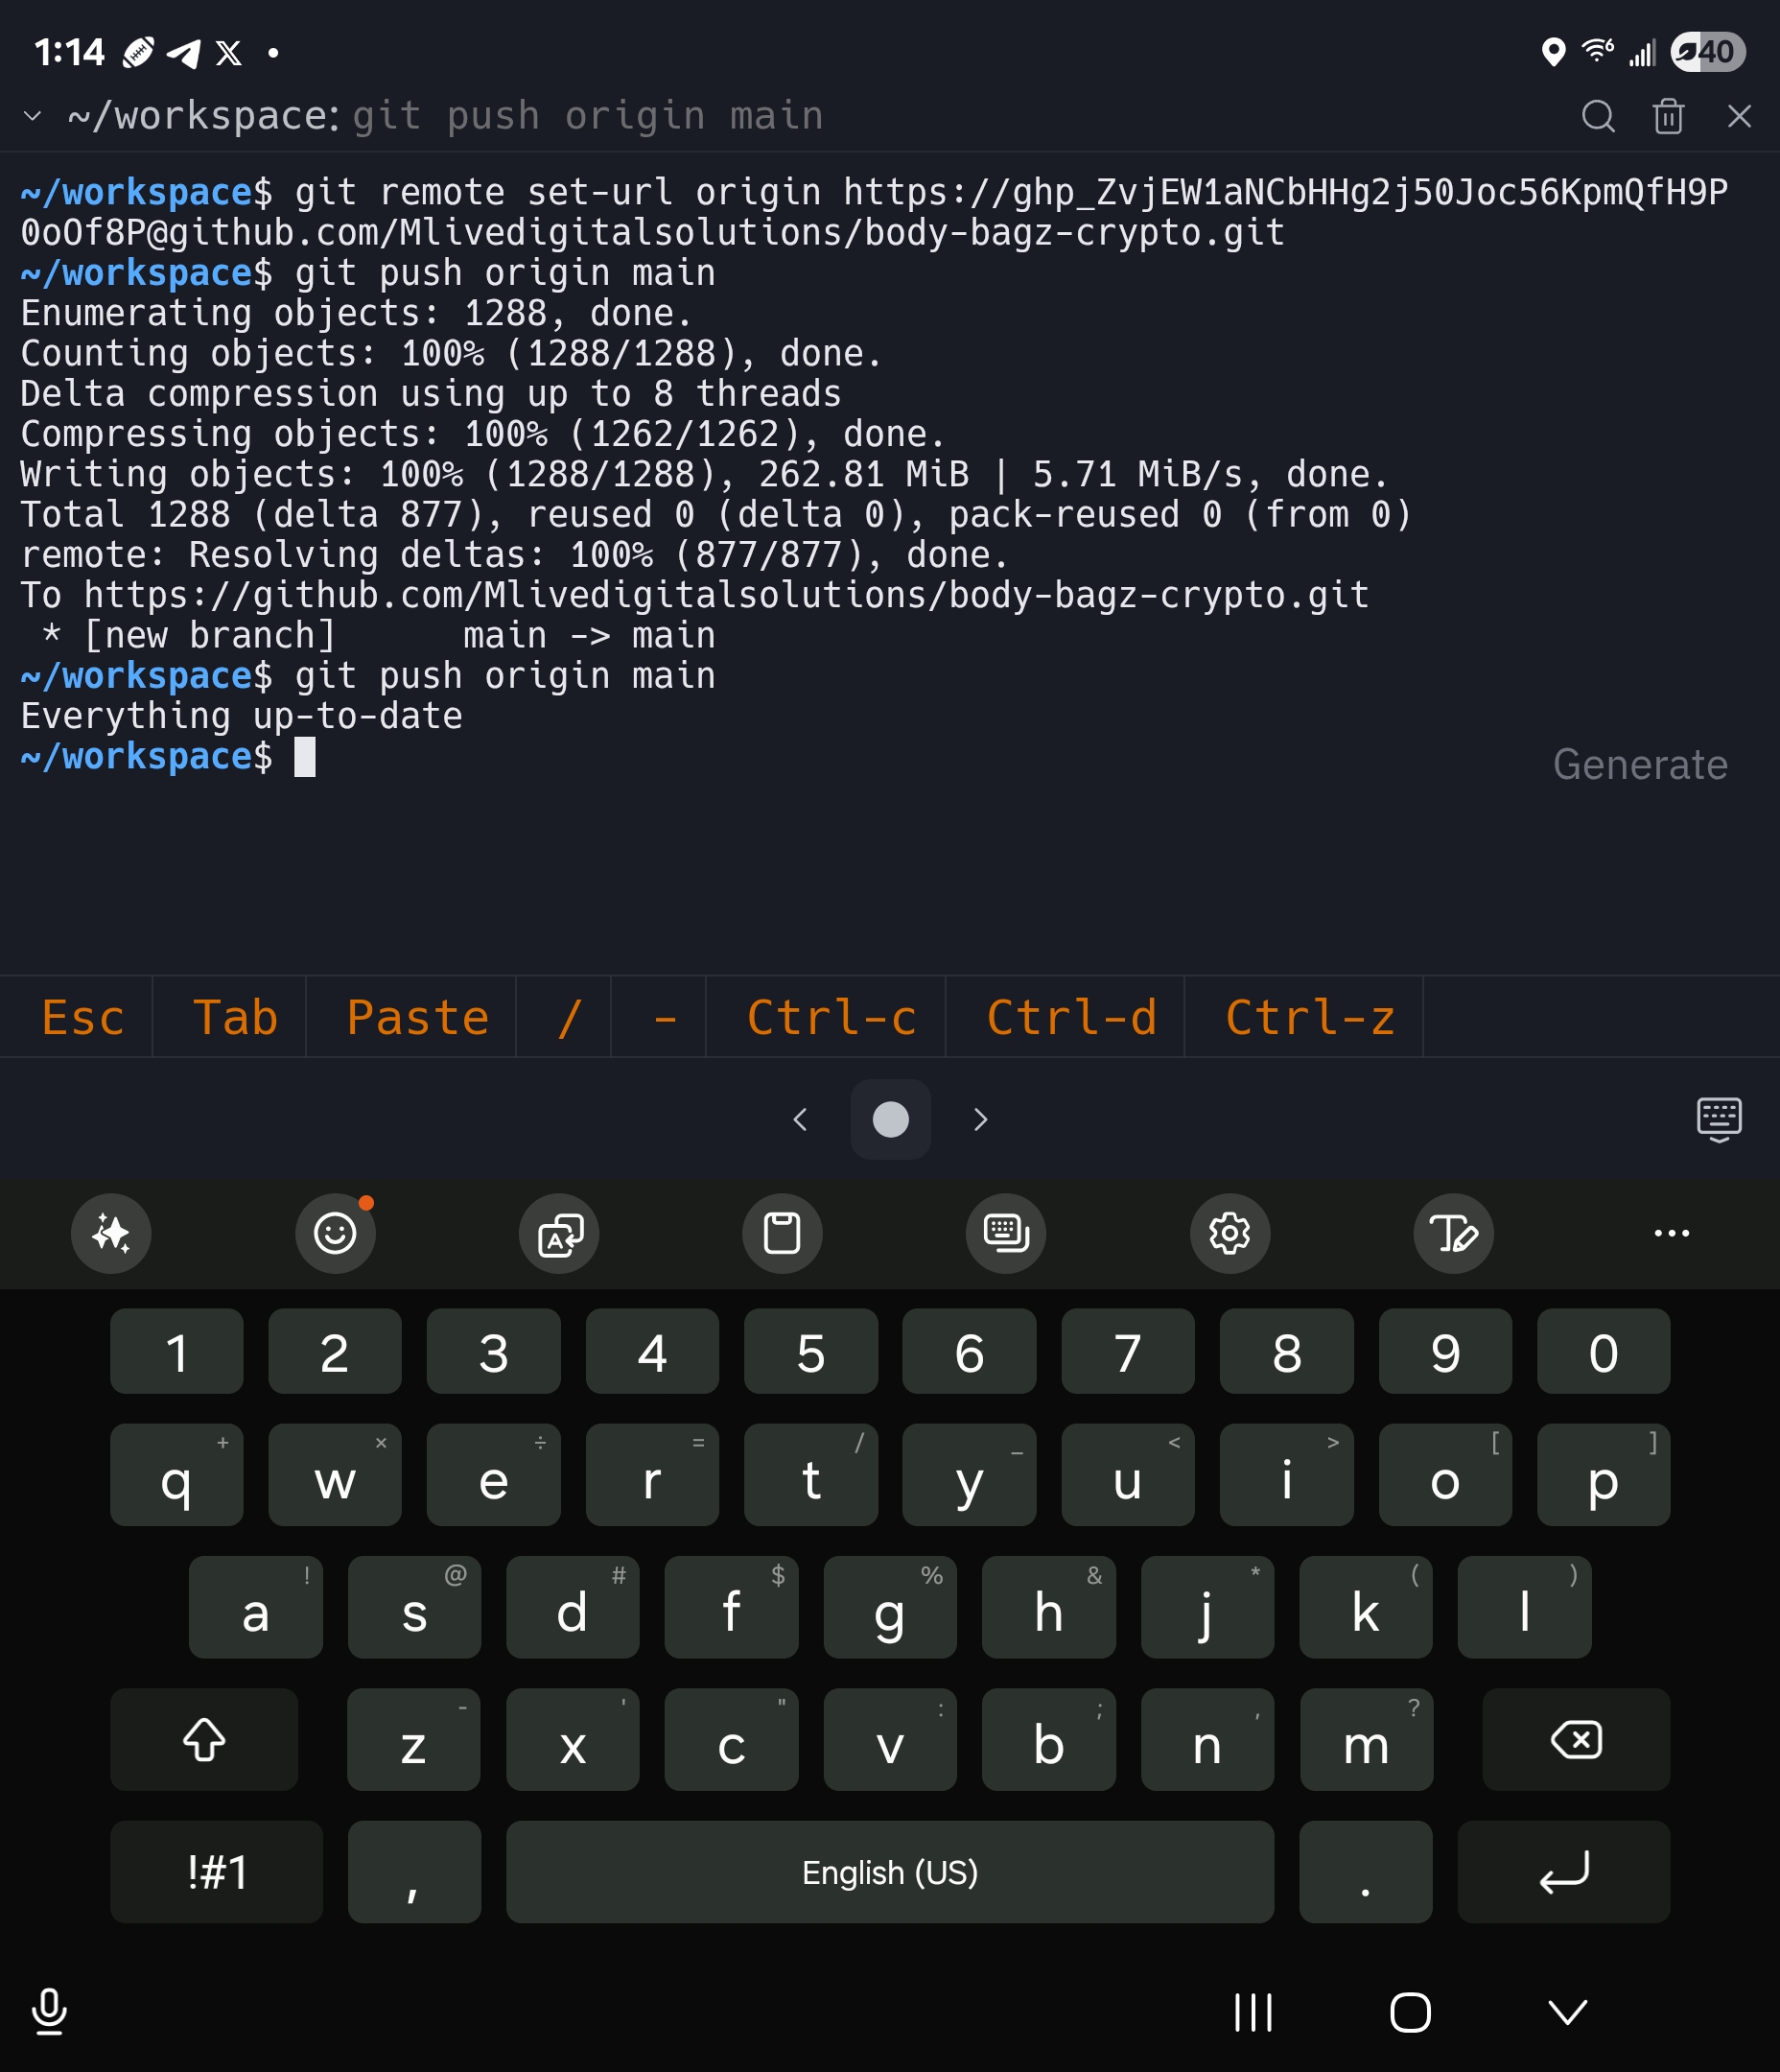 1:14
40
~/workspace: git push origin main
~/workspace$ git remote set-url origin https://ghp_ZvjEW1aNCbHHg2j50Joc56KpmQfH9P
0oOf8P@github.com/Mlivedigitalsolutions/body-bagz-crypto.git
~/workspace$ git push origin main
Enumerating objects: 1288, done.
Counting objects: 100% (1288/1288), done.
Delta compression using up to 8 threads
Compressing objects: 100% (1262/1262), done.
Writing objects: 100% (1288/1288), 262.81 MiB | 5.71 MiB/s, done.
Total 1288 (delta 877), reused 0 (delta 0), pack-reused 0 (from 0)
remote: Resolving deltas: 100% (877/877), done.
To https://github.com/Mlivedigitalsolutions/body-bagz-crypto.git
 * [new branch]      main -> main
~/workspace$ git push origin main
Everything up-to-date
~/workspace$
Generate
Esc Tab Paste / - Ctrl-c Ctrl-d Ctrl-z
1 2 3 4 5 6 7 8 9 0
+ × ÷ = / _ < > [ ]
q w e r t y u i o p
! @ # $ % & * ( )
a s d f g h j k l
- ' " : ; , ?
z x c v b n m
!#1 , English (US) .